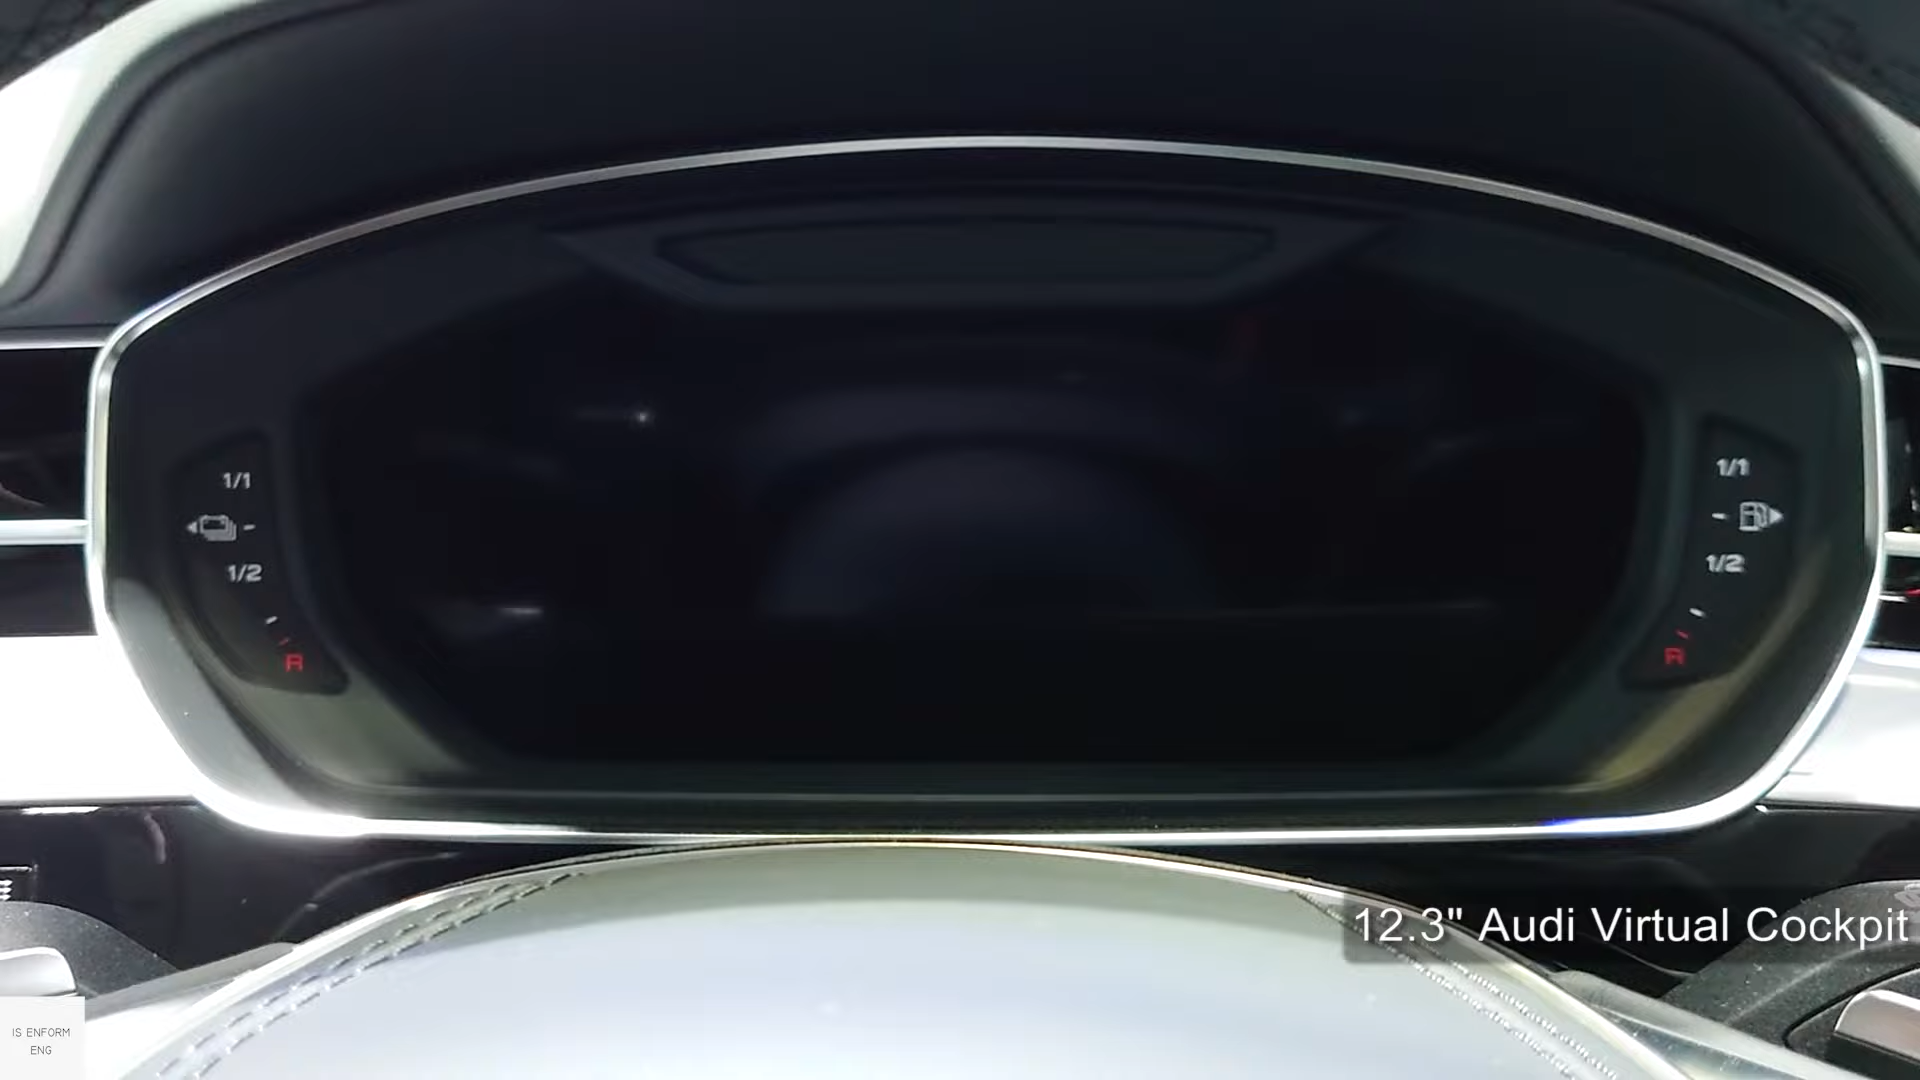 1/1
1/2
R
1/1
1/2
R
12.3" Audi Virtual Cockpit
IS ENFORM
ENG